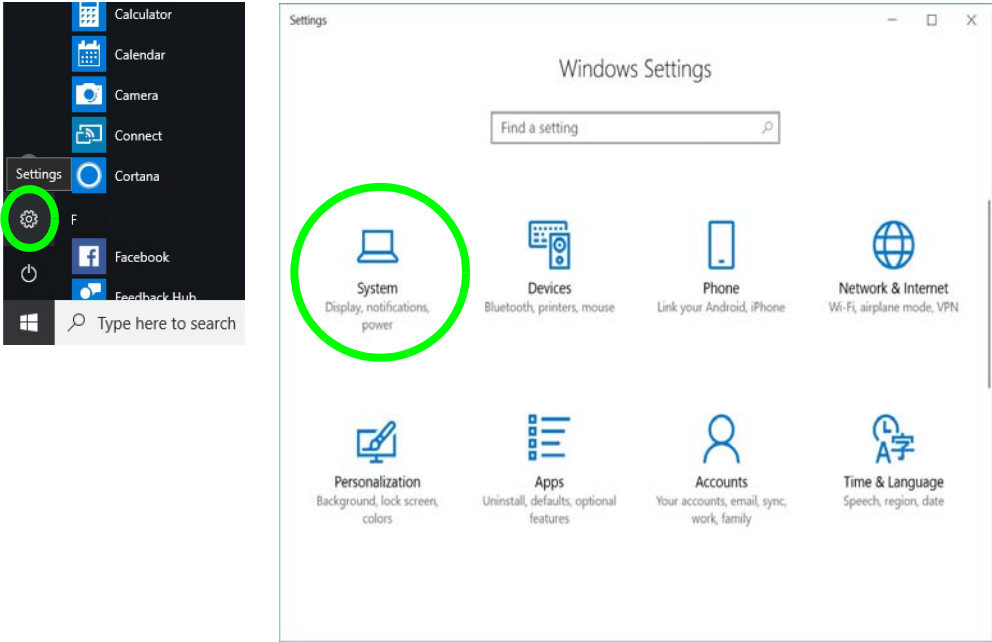 Calculator
Calendar
Camera
Connect
Settings
Cortana
F
Facebook
Feedback Hub
Type here to search
Settings
Windows Settings
Find a setting
System
Display, notifications,
power
Devices
Bluetooth, printers, mouse
Phone
Link your Android, iPhone
Network & Internet
Wi-Fi, airplane mode, VPN
Personalization
Background, lock screen,
colors
Apps
Uninstall, defaults, optional
features
Accounts
Your accounts, email, sync,
work, family
Time & Language
Speech, region, date